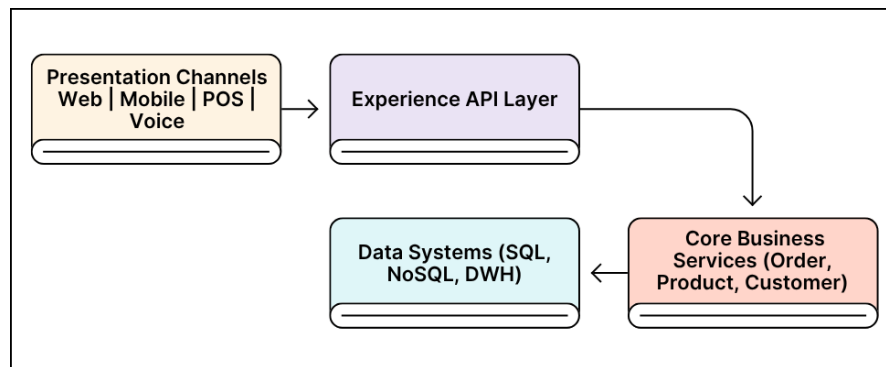 Presentation Channels
Web | Mobile | POS |
Voice
Experience API Layer
Core Business
Services (Order,
Product, Customer)
Data Systems (SQL,
NoSQL, DWH)